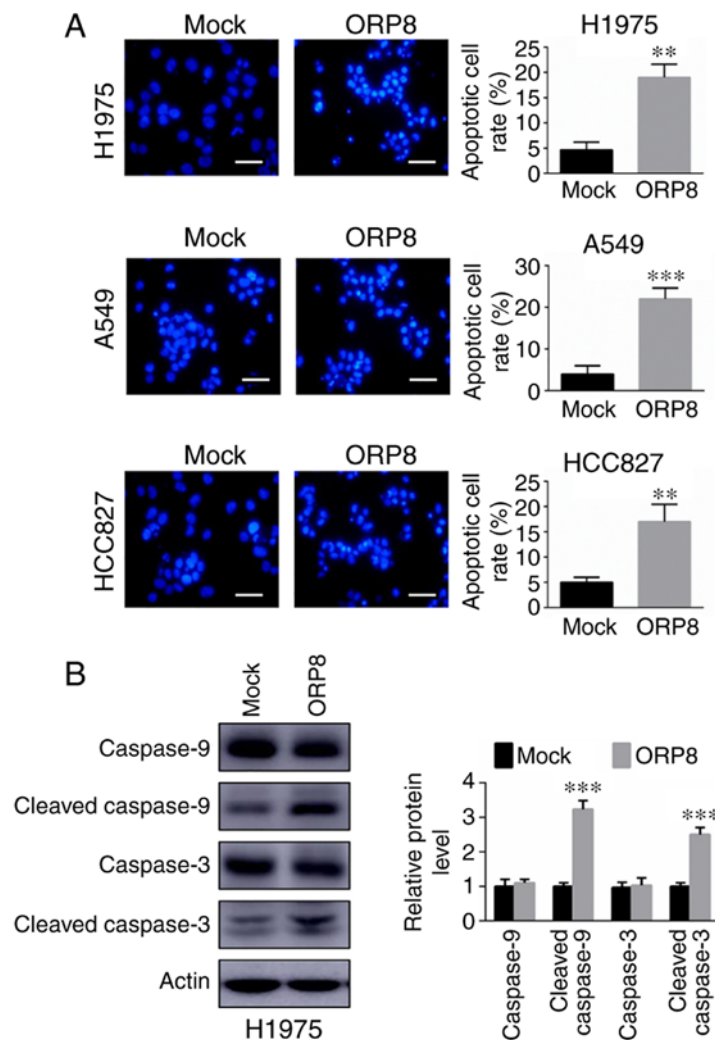 A
Mock
ORP8
H1975
H1975
Apoptotic cell
rate (%)
25
20
15
10
5
0
**
Mock
ORP8
Mock
ORP8
A549
A549
Apoptotic cell
rate (%)
30
20
10
0
***
Mock
ORP8
Mock
ORP8
HCC827
HCC827
Apoptotic cell
rate (%)
25
20
15
10
5
0
**
Mock
ORP8
B
Mock
ORP8
Caspase-9
Cleaved caspase-9
Caspase-3
Cleaved caspase-3
Actin
H1975
Mock
ORP8
Relative protein
level
4
3
2
1
0
***
***
Caspase-9
Cleaved
caspase-9
Caspase-3
Cleaved
caspase-3